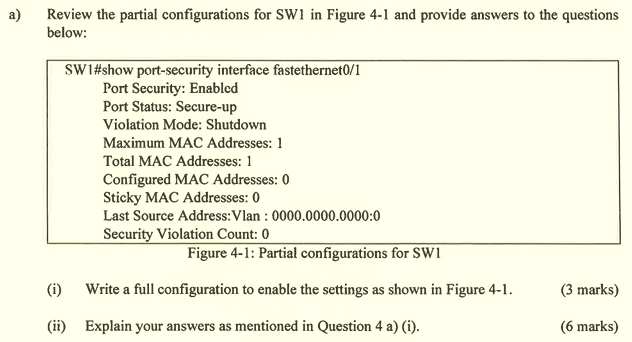 a) Review the partial configurations for SW1 in Figure 4-1 and provide answers to the questions
below:
SW1#show port-security interface fastethernet0/1
Port Security: Enabled
Port Status: Secure-up
Violation Mode: Shutdown
Maximum MAC Addresses: 1
Total MAC Addresses: 1
Configured MAC Addresses: 0
Sticky MAC Addresses: 0
Last Source Address:Vlan : 0000.0000.0000:0
Security Violation Count: 0
Figure 4-1: Partial configurations for SW1
(i) Write a full configuration to enable the settings as shown in Figure 4-1. (3 marks)
(ii) Explain your answers as mentioned in Question 4 a) (i). (6 marks)